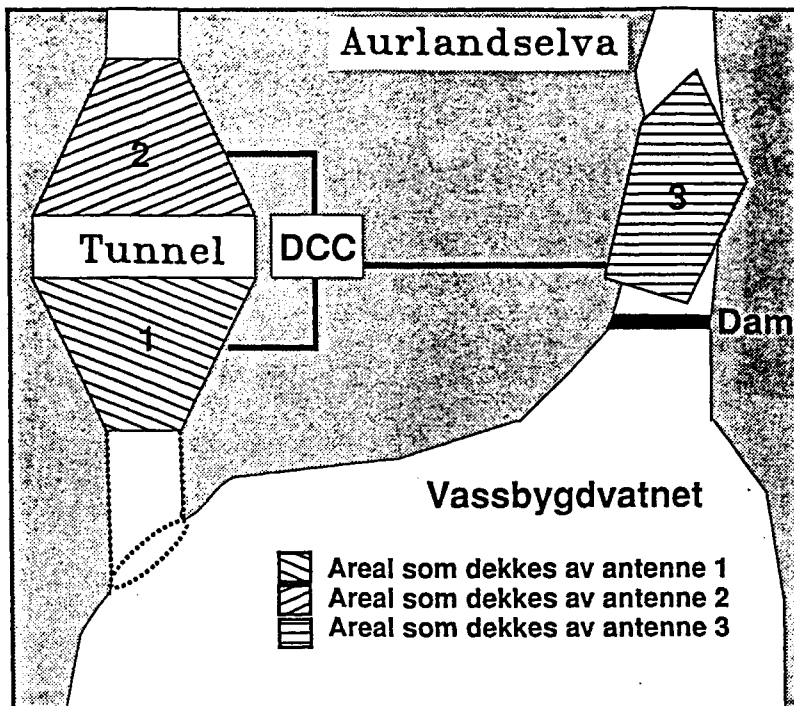 Aurlandselva
2
3
Tunnel
DCC
1
Dam
Vassbygdvatnet
Areal som dekkes av antenne 1
Areal som dekkes av antenne 2
Areal som dekkes av antenne 3